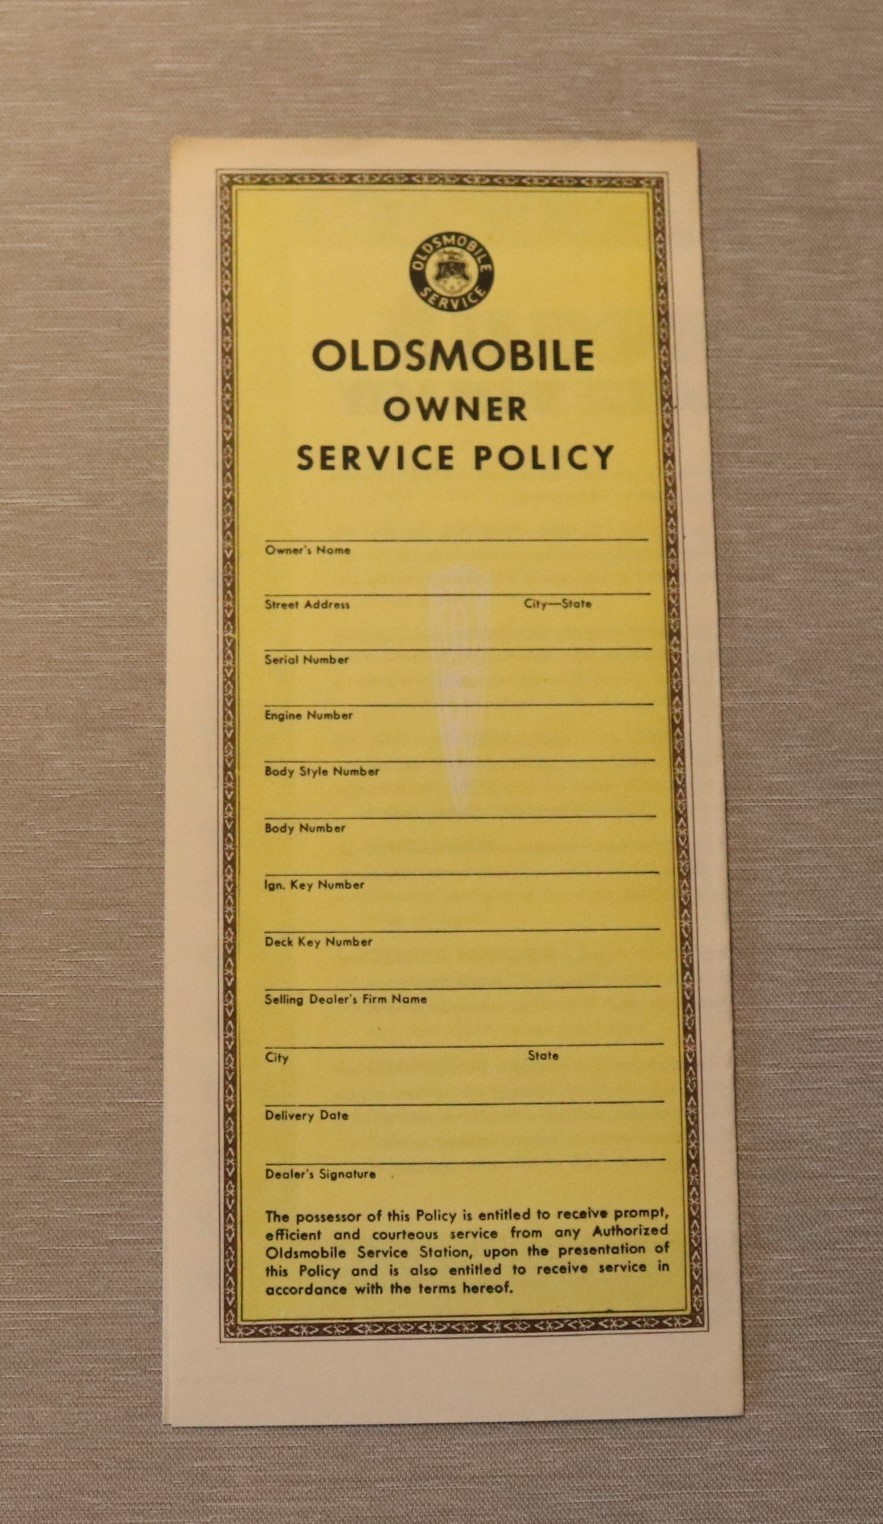 OLDSMOBILE
SERVICE
OLDSMOBILE
OWNER
SERVICE POLICY
Owner's Name
Street Address City—State
Serial Number
Engine Number
Body Style Number
Body Number
Ign. Key Number
Deck Key Number
Selling Dealer's Firm Name
City State
Delivery Date
Dealer's Signature
The possessor of this Policy is entitled to receive prompt,
efficient and courteous service from any Authorized
Oldsmobile Service Station, upon the presentation of
this Policy and is also entitled to receive service in
accordance with the terms hereof.